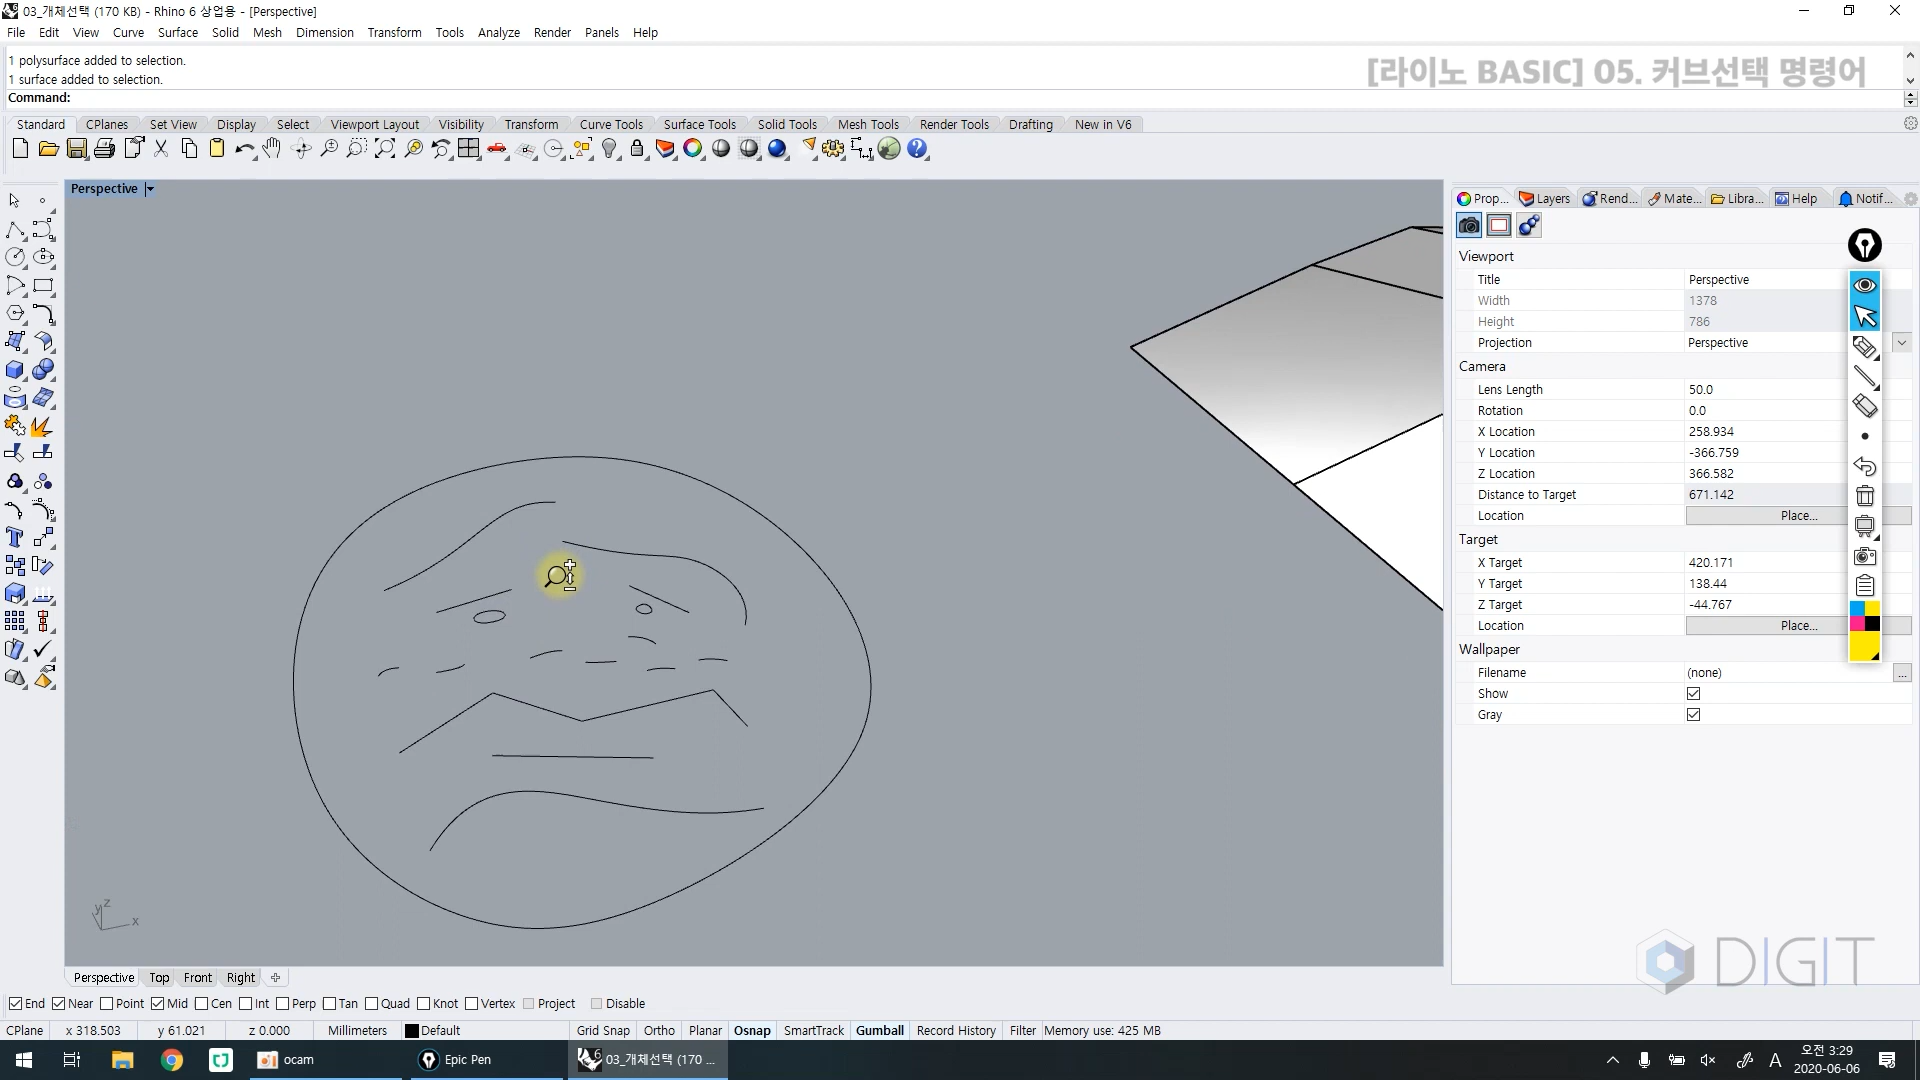 03_개체선택 (170 KB) - Rhino 6 상업용 - [Perspective]
File Edit View Curve Surface Solid Mesh Dimension Transform Tools Analyze Render Panels Help
1 polysurface added to selection.
1 surface added to selection.
Command:
[라이노 BASIC] 05. 커브선택 명령어
Standard CPlanes Set View Display Select Viewport Layout Visibility Transform Curve Tools Surface Tools Solid Tools Mesh Tools Render Tools Drafting New in V6
Perspective
Prop... Layers Rend... Mate... Libra... Help Notif...
Viewport
Title Perspective
Width 1378
Height 786
Projection Perspective
Camera
Lens Length 50.0
Rotation 0.0
X Location 258.934
Y Location -366.759
Z Location 366.582
Distance to Target 671.142
Location Place...
Target
X Target 420.171
Y Target 138.44
Z Target -44.767
Location Place...
Wallpaper
Filename (none) ...
Show
Gray
y z x
DIGIT
Perspective Top Front Right
End Near Point Mid Cen Int Perp Tan Quad Knot Vertex Project Disable
CPlane x 318.503 y 61.021 z 0.000 Millimeters Default Grid Snap Ortho Planar Osnap SmartTrack Gumball Record History Filter Memory use: 425 MB
ocam Epic Pen 03_개체선택 (170 ... A 오전 3:29
2020-06-06